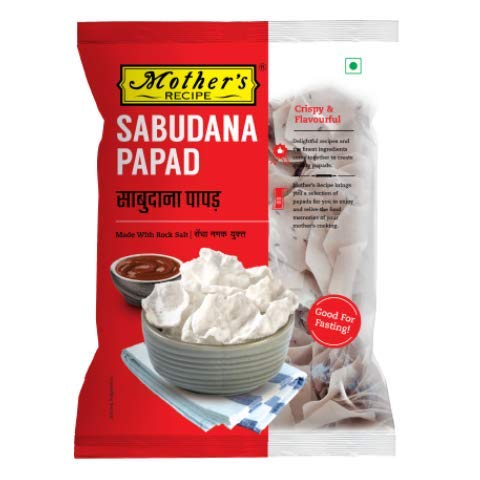 Mother's ®
RECIPE
SABUDANA
PAPAD
साबुदाना पापड़
Made With Rock Salt | सेंधा नमक युक्त
Crispy &
Flavourful
Delightful recipes and
the finest ingredients
come together to create
quality papads.
Mother's Recipe brings
you a selection of
papads for you to enjoy
and relive the food
memories of your
mother's cooking.
Good For
Fasting!